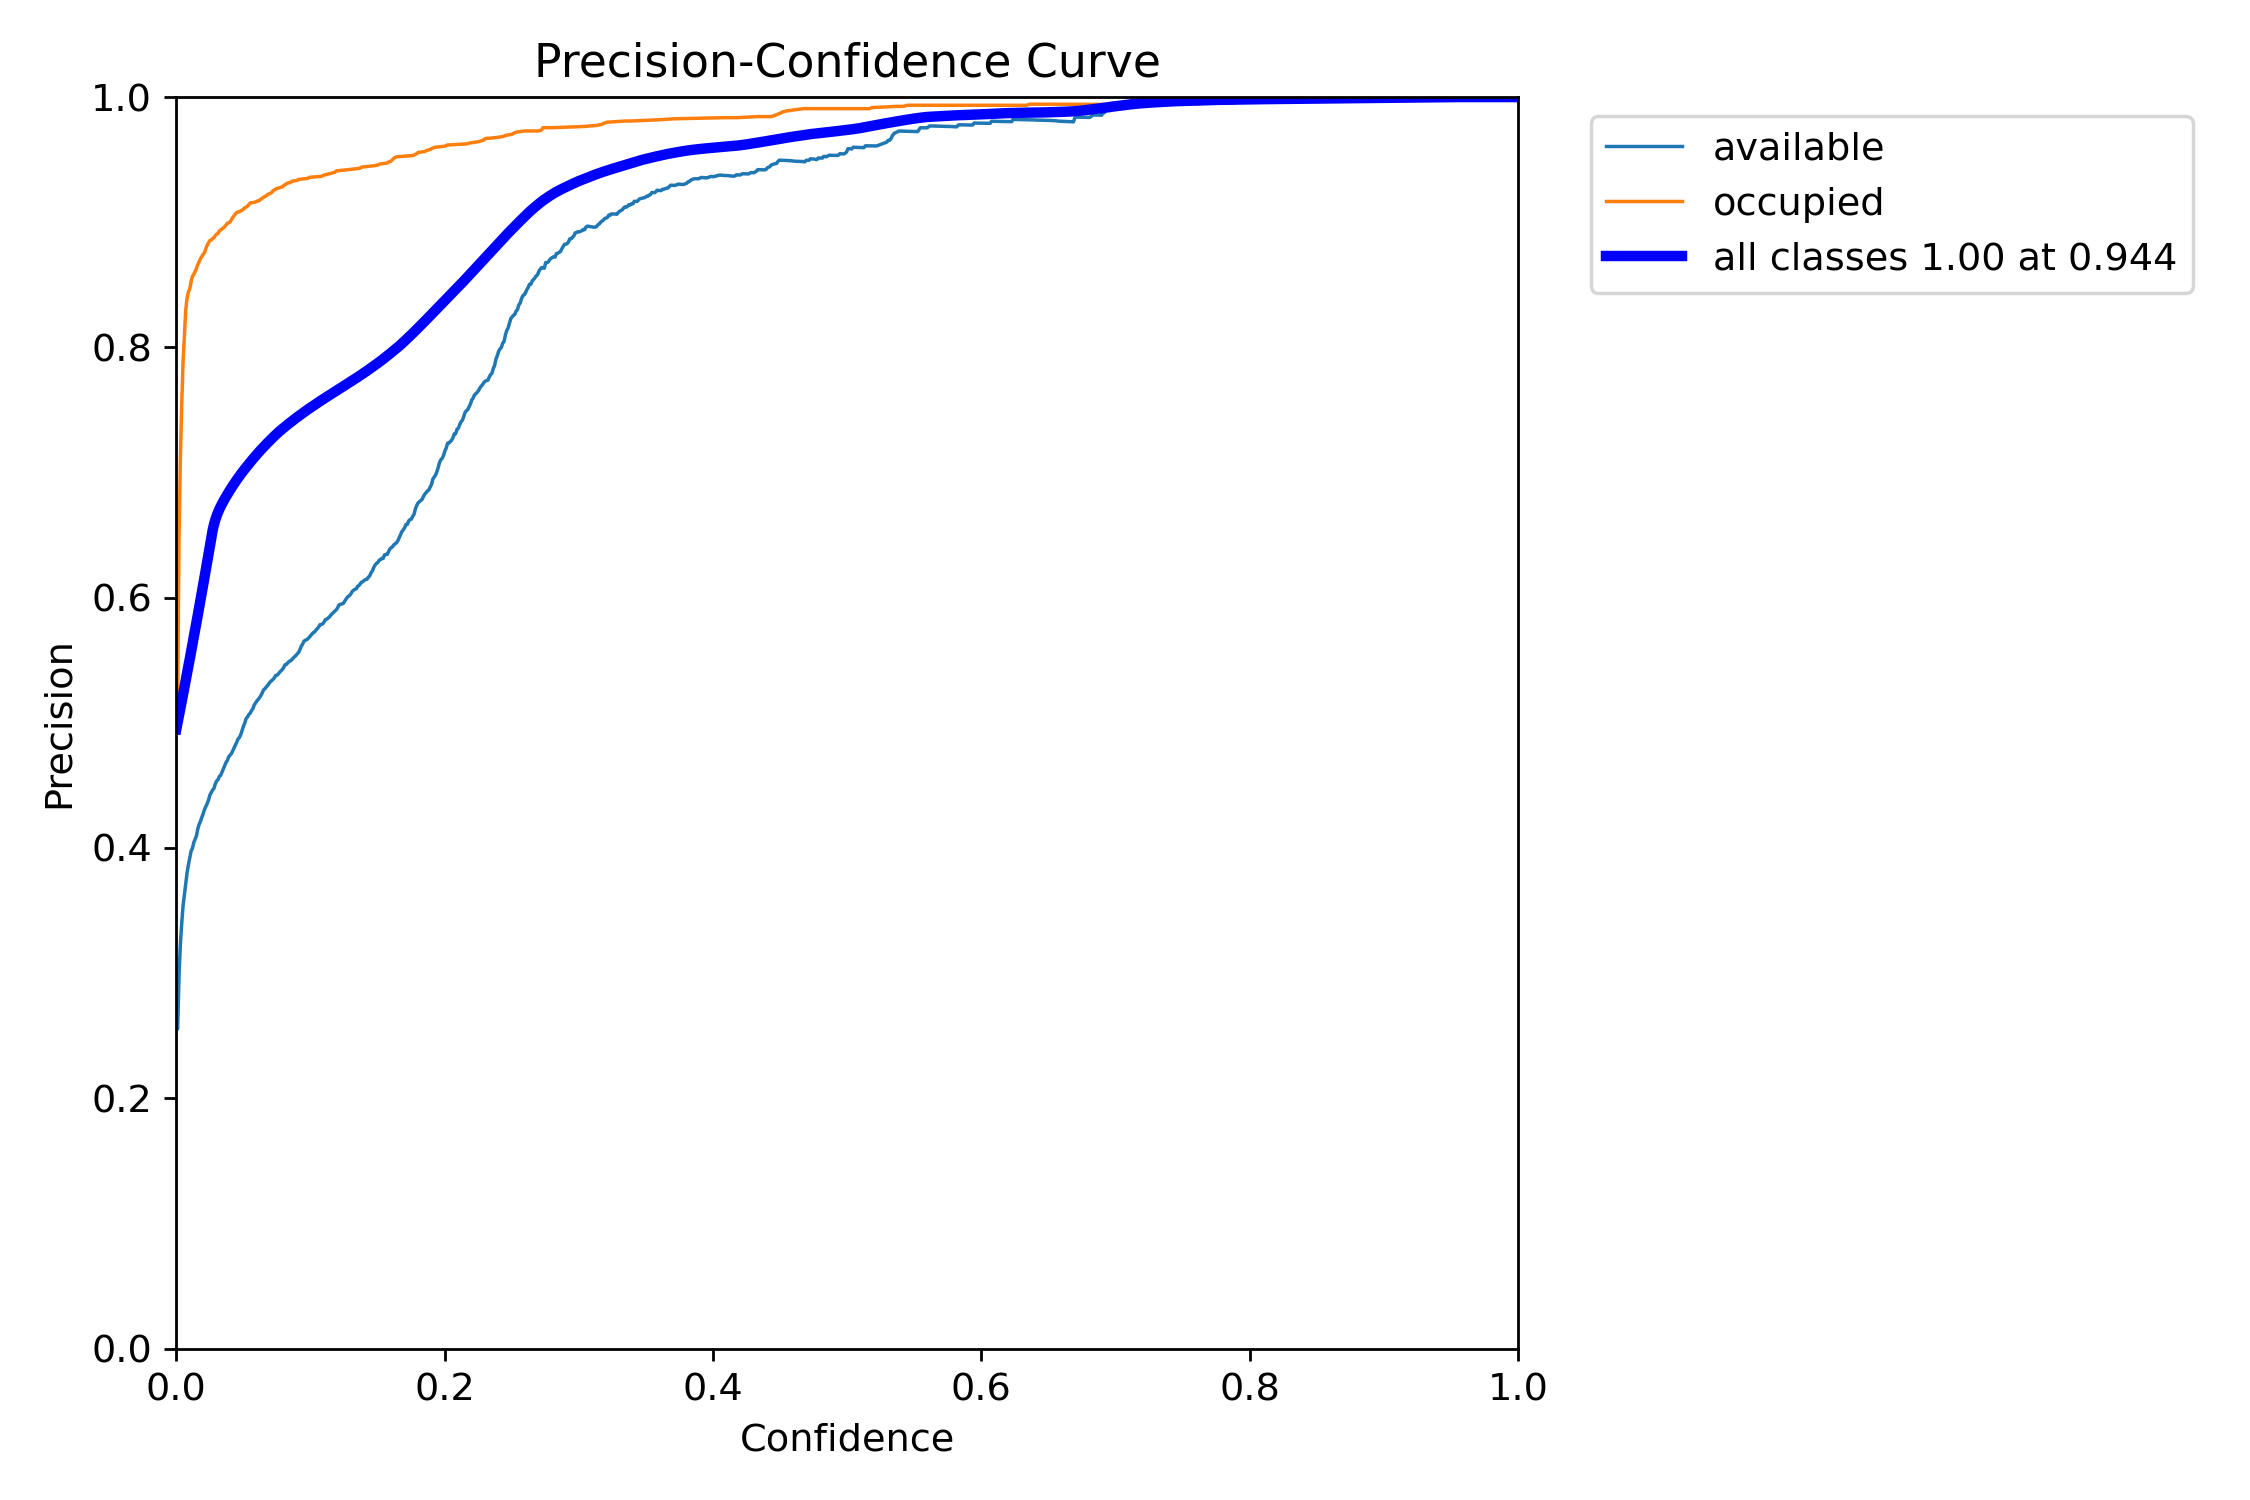 Precision-Confidence Curve
1.0
0.8
0.6
0.4
0.2
0.0
Precision
0.0 0.2 0.4 0.6 0.8 1.0
Confidence
available
occupied
all classes 1.00 at 0.944